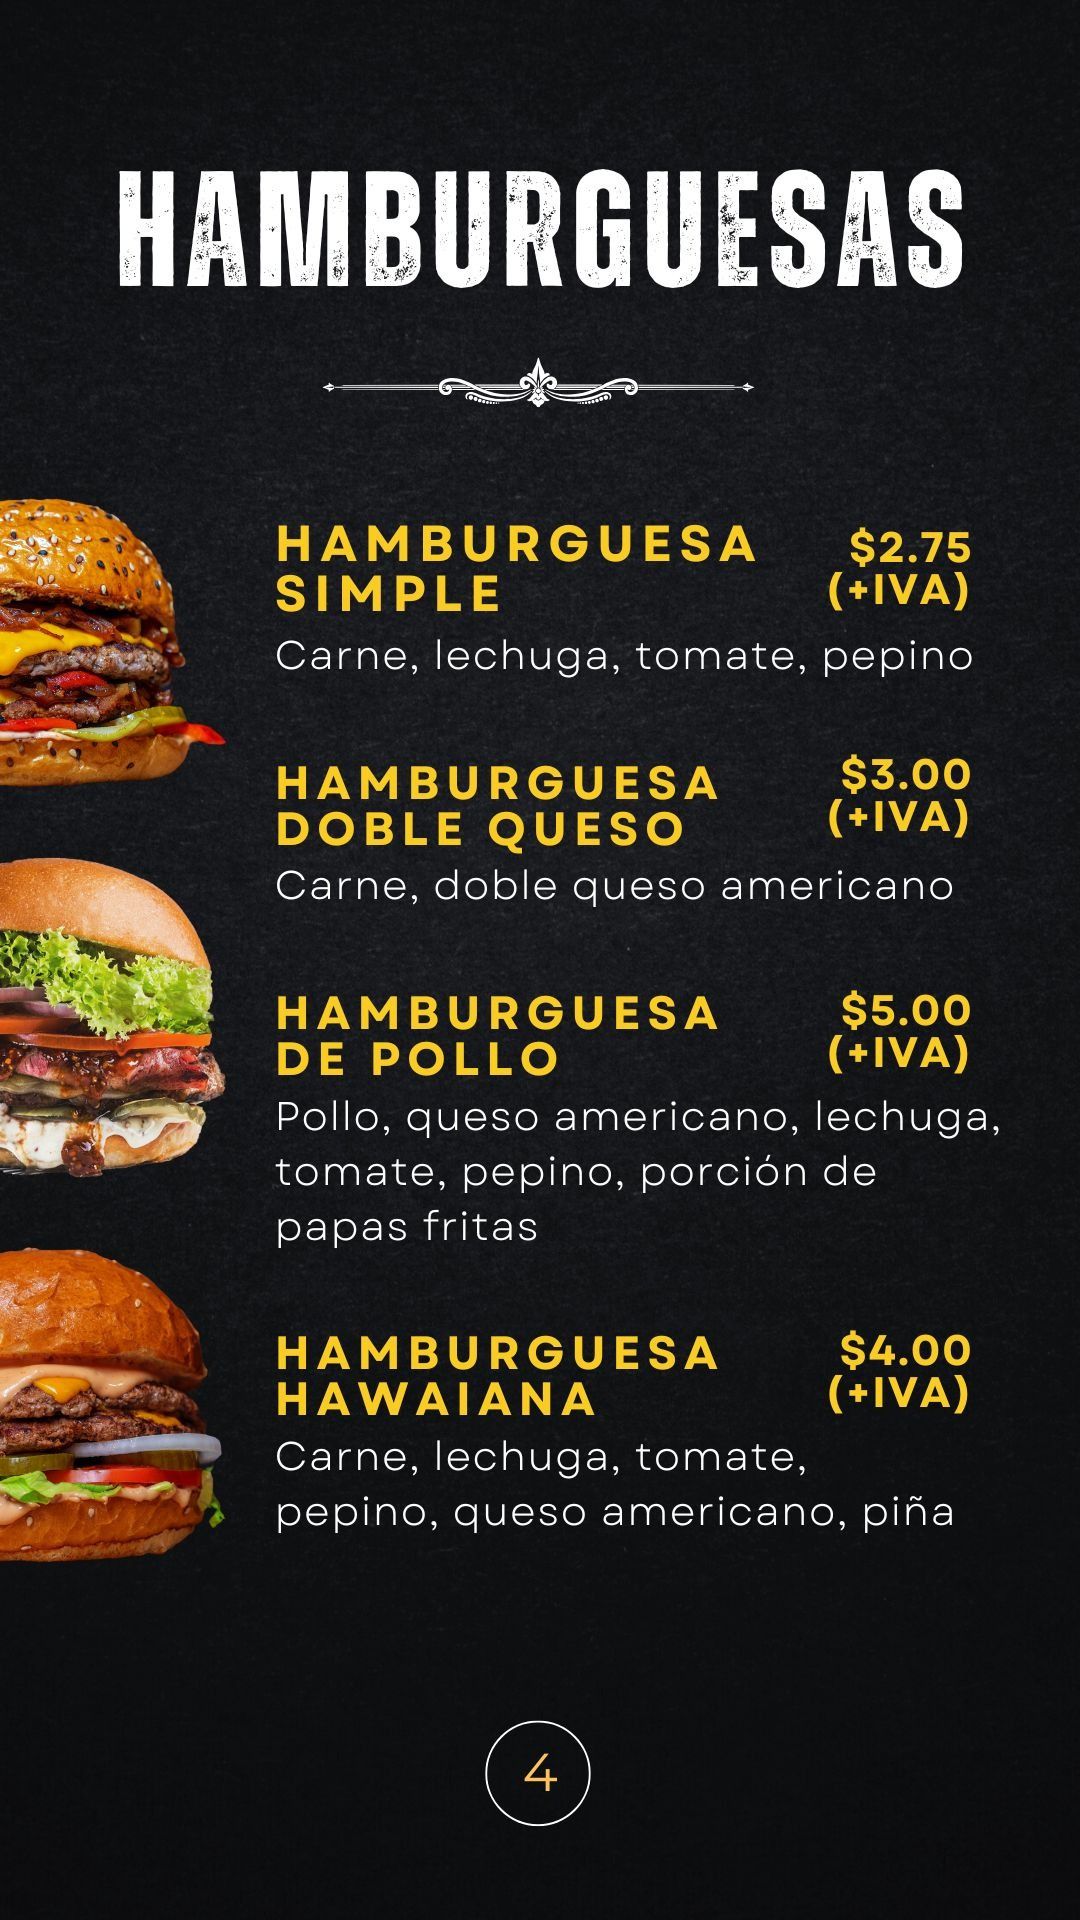 HAMBURGUESAS
HAMBURGUESA
SIMPLE
$2.75
(+IVA)
Carne, lechuga, tomate, pepino
HAMBURGUESA
DOBLE QUESO
$3.00
(+IVA)
Carne, doble queso americano
HAMBURGUESA
DE POLLO
$5.00
(+IVA)
Pollo, queso americano, lechuga,
tomate, pepino, porción de
papas fritas
HAMBURGUESA
HAWAIANA
$4.00
(+IVA)
Carne, lechuga, tomate,
pepino, queso americano, piña
4